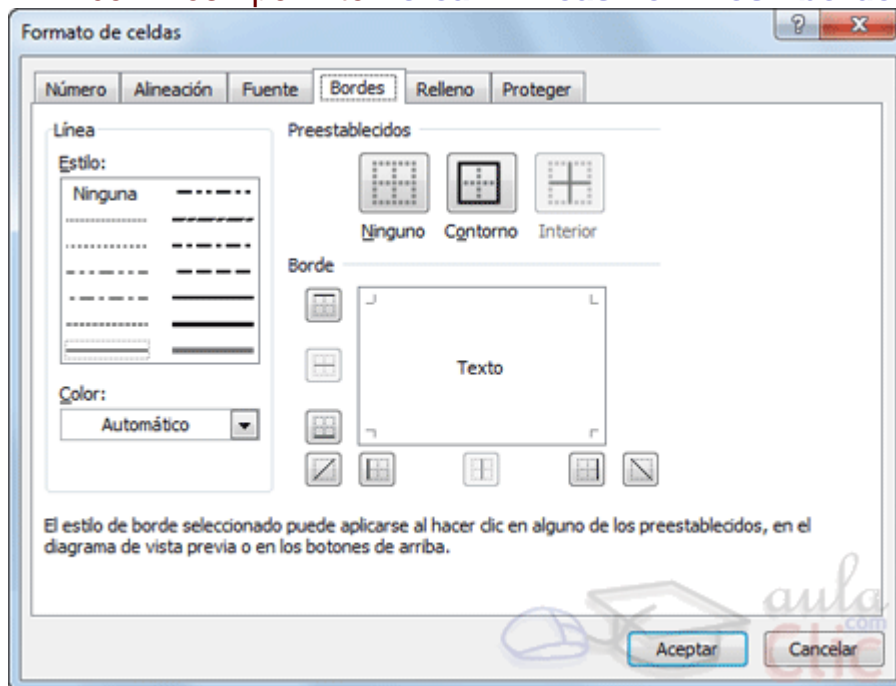 Formato de celdas
Número Alineación Fuente Bordes Relleno Proteger
Línea
Estilo:
Ninguna
Color:
Automático
Preestablecidos
Ninguno Contorno Interior
Borde
Texto
El estilo de borde seleccionado puede aplicarse al hacer clic en alguno de los preestablecidos, en el
diagrama de vista previa o en los botones de arriba.
aula
.com
Clic
Aceptar Cancelar